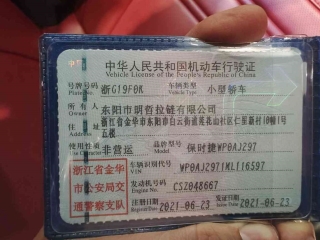 中华人民共和国机动车行驶证
Vehicle License of the People's Republic of China
号牌号码 浙G19F0K 车辆类型 小型轿车
Plate No. Vehicle Type
所有人 东阳市明哲拉链有限公司
Owner
住址 浙江省金华市东阳市白云街道莲县山社区仁里新村10幢1号
Address 五楼
使用性质 非营运 品牌型号 保时捷WP0AJ297
Use Character Model
浙江省金华
市公安局交
通警察支队
车辆识别代号 WP0AJ2971ML116597
VIN
发动机号码 CSZ048667
Engine No.
注册日期 2021-06-23 发证日期 2021-06-23
Register Date Issue Date